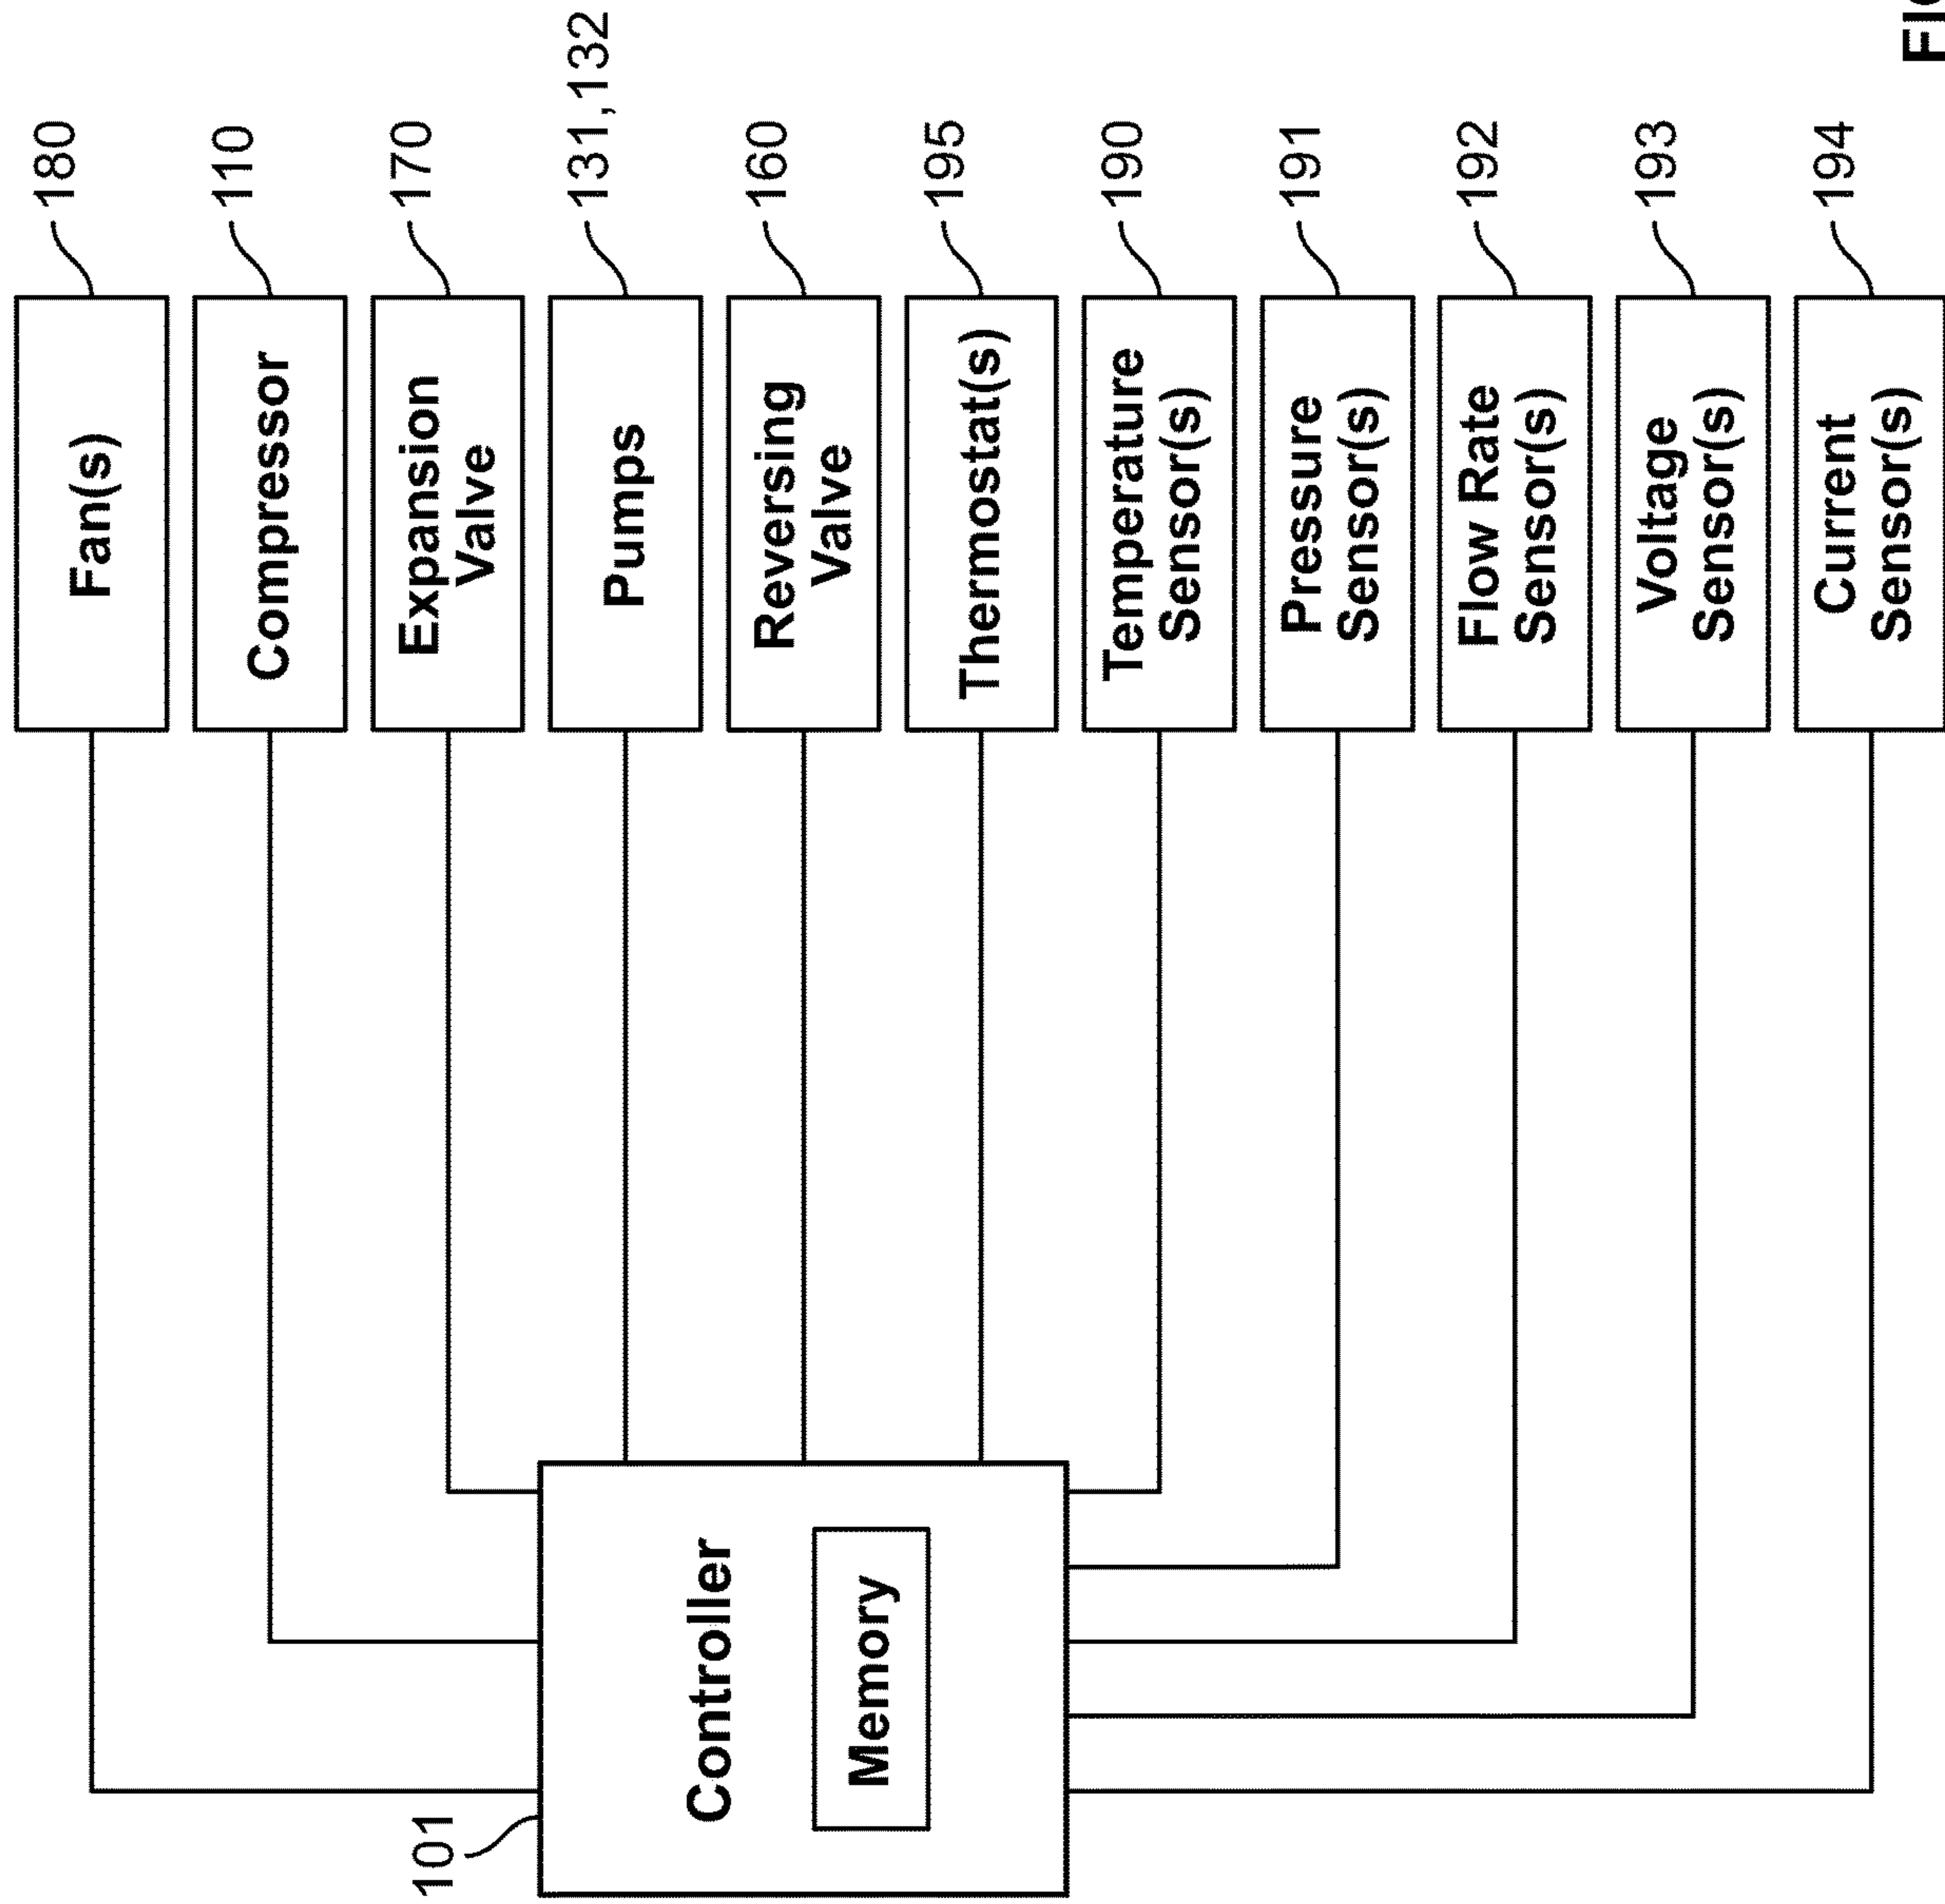 Fan(s)
180
Compressor
110
Expansion
Valve
170
101
Controller
Memory
Pumps
131,132
Reversing
Valve
160
Thermostat(s)
195
Temperature
Sensor(s)
190
Pressure
Sensor(s)
191
Flow Rate
Sensor(s)
192
Voltage
Sensor(s)
193
Current
Sensor(s)
194